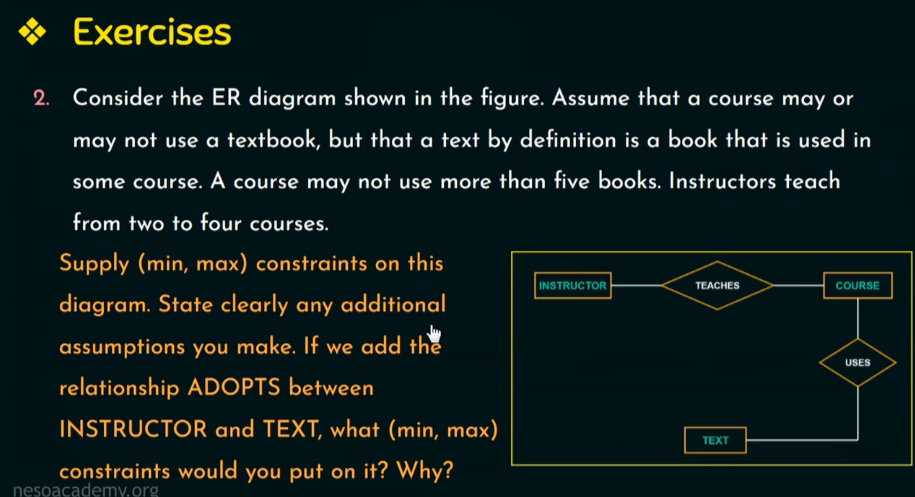 Exercises
2. Consider the ER diagram shown in the figure. Assume that a course may or
may not use a textbook, but that a text by definition is a book that is used in
some course. A course may not use more than five books. Instructors teach
from two to four courses.
Supply (min, max) constraints on this
diagram. State clearly any additional
assumptions you make. If we add the
relationship ADOPTS between
INSTRUCTOR and TEXT, what (min, max)
constraints would you put on it? Why?
INSTRUCTOR
TEACHES
COURSE
USES
TEXT
nesoacademy.org